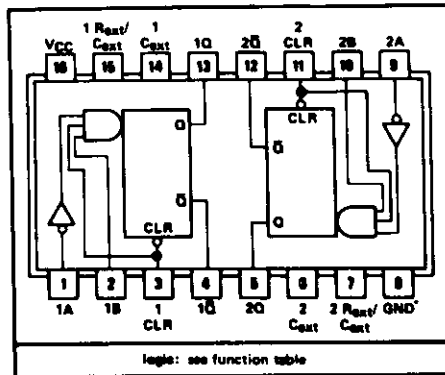 1 Rext/ 1 2
VCC Cext Cext 1Q 2Q̅ CLR 2B 2A
16 15 14 13 12 11 10 9
CLR
Q Q̅
Q̅ Q
CLR
1 2 3 4 5 6 7 8
1A 1B 1 1Q̅ 2Q 2 2 Rext/ GND*
CLR Cext Cext
logic: see function table